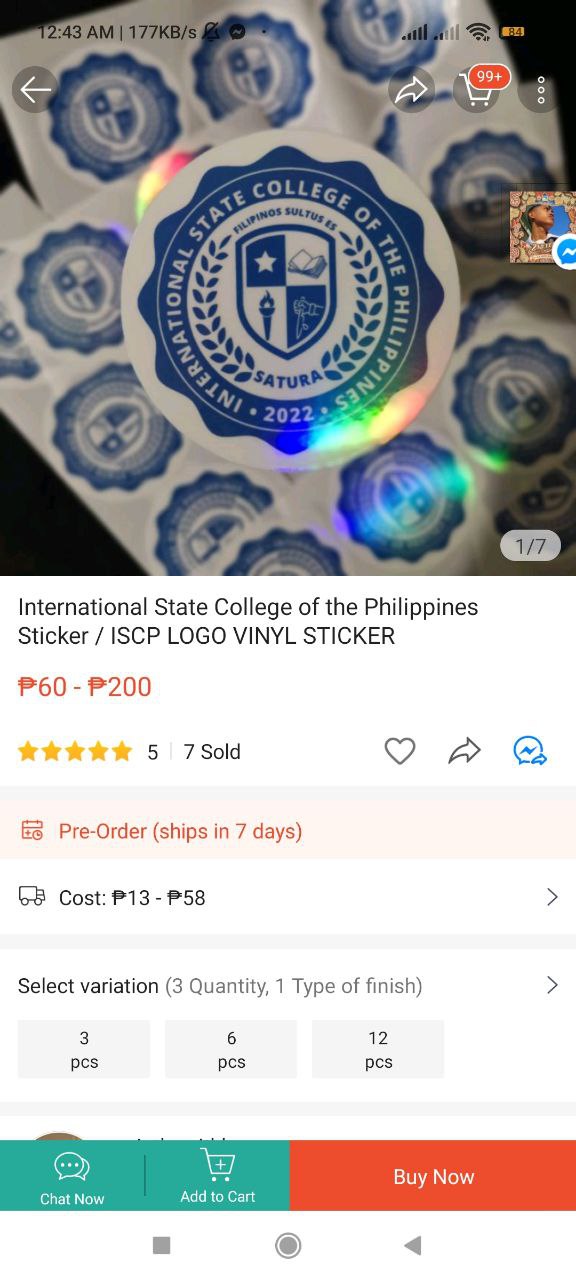 12:43 AM | 177KB/s
84
99+
INTERNATIONAL STATE COLLEGE OF THE PHILIPPINES
FILIPINOS SULTUS ES
SATURA
• 2022 •
1/7
International State College of the Philippines
Sticker / ISCP LOGO VINYL STICKER
₱60 - ₱200
5 | 7 Sold
Pre-Order (ships in 7 days)
Cost: ₱13 - ₱58
Select variation (3 Quantity, 1 Type of finish)
3
pcs
6
pcs
12
pcs
Chat Now
Add to Cart
Buy Now